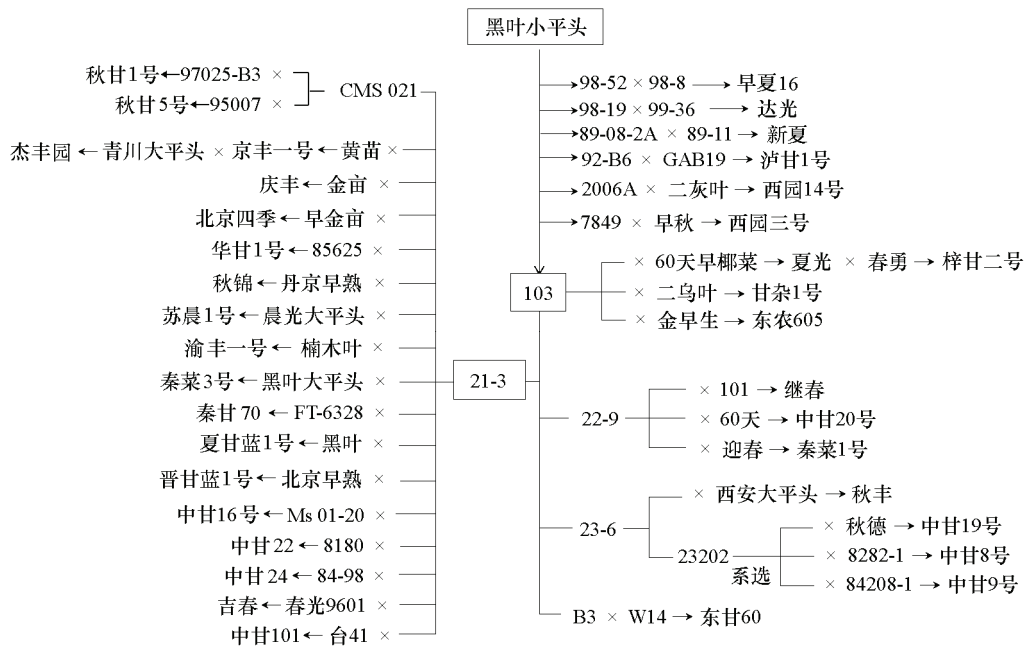 黑叶小平头
秋甘1号←97025-B3 ×
秋甘5号←95007 ×
CMS 021
杰丰园 ← 青川大平头 × 京丰一号 ← 黄苗 ×
庆丰 ← 金亩 ×
北京四季 ← 早金亩 ×
华甘1号 ← 85625 ×
秋锦 ← 丹京早熟 ×
苏晨1号 ← 晨光大平头 ×
渝丰一号 ← 楠木叶 ×
秦菜3号 ← 黑叶大平头 ×
秦甘70 ← FT-6328 ×
夏甘蓝1号 ← 黑叶 ×
晋甘蓝1号 ← 北京早熟 ×
中甘16号 ← Ms 01-20 ×
中甘22 ← 8180 ×
中甘24 ← 84-98 ×
吉春 ← 春光9601 ×
中甘101 ← 台41 ×
21-3
98-52 × 98-8 → 早夏16
98-19 × 99-36 → 达光
89-08-2A × 89-11 → 新夏
92-B6 × GAB19 → 泸甘1号
2006A × 二灰叶 → 西园14号
7849 × 早秋 → 西园三号
103
× 60天早椰菜 → 夏光 × 春勇 → 梓甘二号
× 二乌叶 → 甘杂1号
× 金早生 → 东农605
22-9
× 101 → 继春
× 60天 → 中甘20号
× 迎春 → 秦菜1号
23-6
× 西安大平头 → 秋丰
23202
系选
× 秋德 → 中甘19号
× 8282-1 → 中甘8号
× 84208-1 → 中甘9号
B3 × W14 → 东甘60